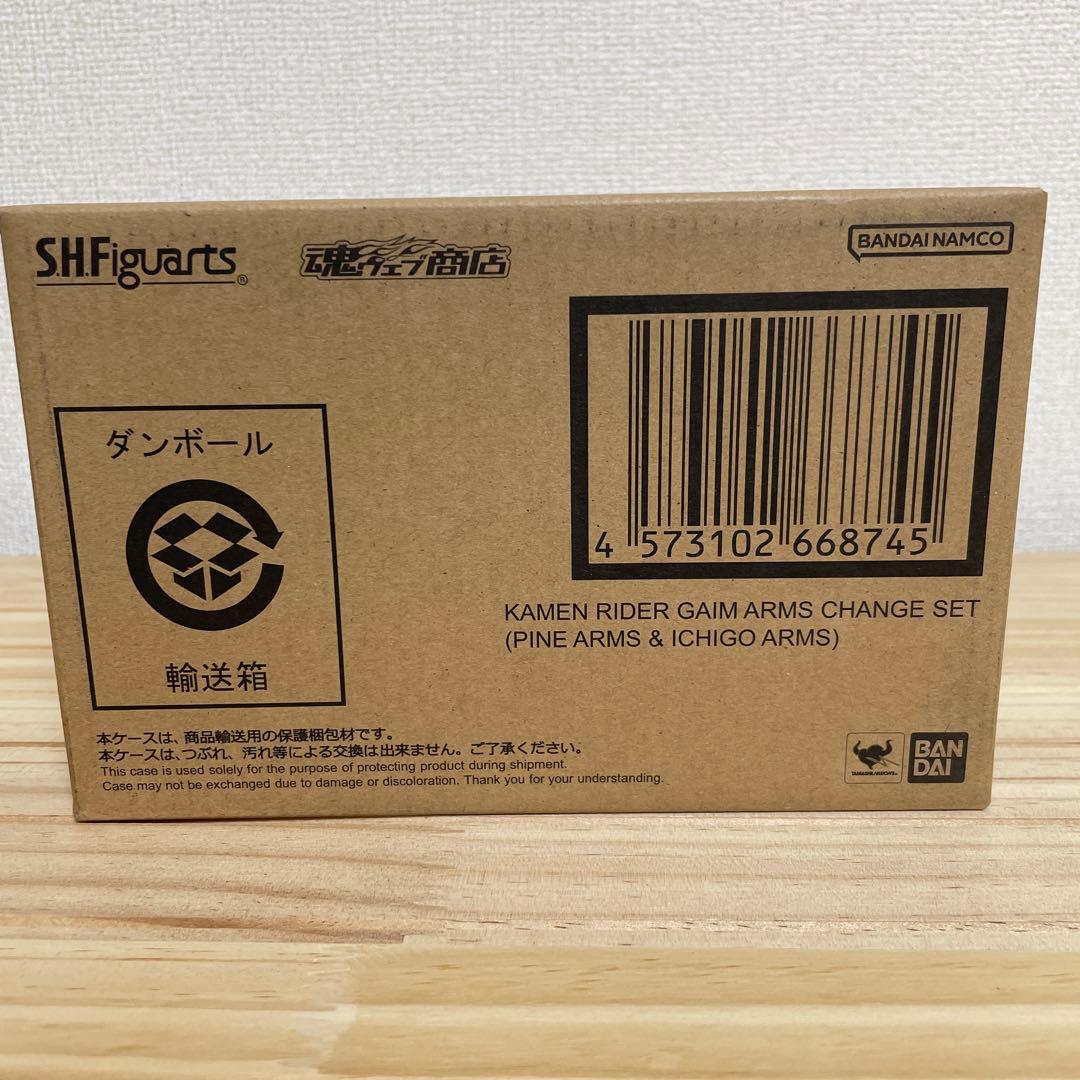 S.H.Figuarts®
魂ウェブ商店
BANDAI NAMCO
ダンボール
輸送箱
4 573102 668745
KAMEN RIDER GAIM ARMS CHANGE SET
(PINE ARMS & ICHIGO ARMS)
本ケースは、商品輸送用の保護梱包材です。
本ケースは、つぶれ、汚れ等による交換は出来ません。ご了承ください。
This case is used solely for the purpose of protecting product during shipment.
Case may not be exchanged due to damage or discoloration. Thank you for your understanding.
TAMASHII NATIONS
BAN
DAI